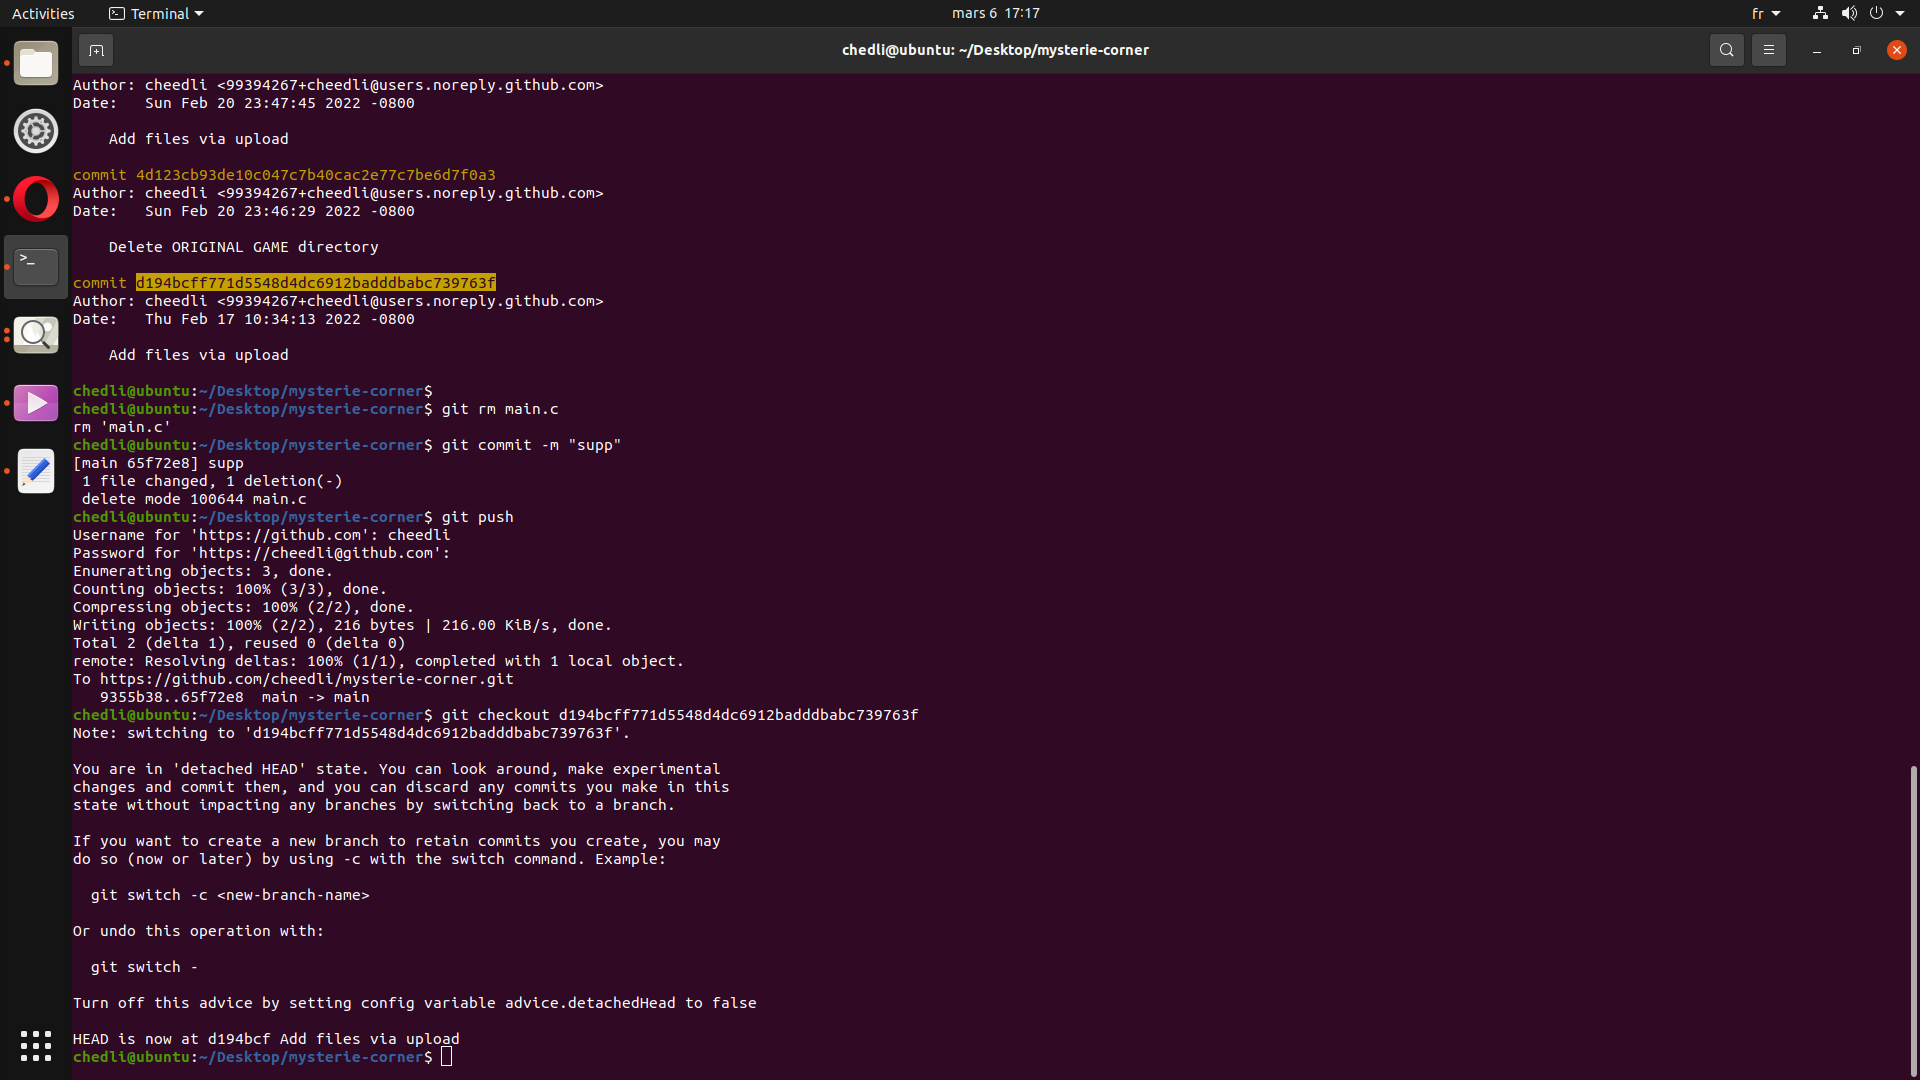 Activities
Terminal
mars 6 17:17
fr
chedli@ubuntu: ~/Desktop/mysterie-corner
Author: cheedli <99394267+cheedli@users.noreply.github.com>
Date:   Sun Feb 20 23:47:45 2022 -0800
    Add files via upload
commit 4d123cb93de10c047c7b40cac2e77c7be6d7f0a3
Author: cheedli <99394267+cheedli@users.noreply.github.com>
Date:   Sun Feb 20 23:46:29 2022 -0800
    Delete ORIGINAL GAME directory
commit d194bcff771d5548d4dc6912badddbabc739763f
Author: cheedli <99394267+cheedli@users.noreply.github.com>
Date:   Thu Feb 17 10:34:13 2022 -0800
    Add files via upload
chedli@ubuntu:~/Desktop/mysterie-corner$
chedli@ubuntu:~/Desktop/mysterie-corner$ git rm main.c
rm 'main.c'
chedli@ubuntu:~/Desktop/mysterie-corner$ git commit -m "supp"
[main 65f72e8] supp
 1 file changed, 1 deletion(-)
 delete mode 100644 main.c
chedli@ubuntu:~/Desktop/mysterie-corner$ git push
Username for 'https://github.com': cheedli
Password for 'https://cheedli@github.com':
Enumerating objects: 3, done.
Counting objects: 100% (3/3), done.
Compressing objects: 100% (2/2), done.
Writing objects: 100% (2/2), 216 bytes | 216.00 KiB/s, done.
Total 2 (delta 1), reused 0 (delta 0)
remote: Resolving deltas: 100% (1/1), completed with 1 local object.
To https://github.com/cheedli/mysterie-corner.git
   9355b38..65f72e8  main -> main
chedli@ubuntu:~/Desktop/mysterie-corner$ git checkout d194bcff771d5548d4dc6912badddbabc739763f
Note: switching to 'd194bcff771d5548d4dc6912badddbabc739763f'.
You are in 'detached HEAD' state. You can look around, make experimental
changes and commit them, and you can discard any commits you make in this
state without impacting any branches by switching back to a branch.
If you want to create a new branch to retain commits you create, you may
do so (now or later) by using -c with the switch command. Example:
  git switch -c <new-branch-name>
Or undo this operation with:
  git switch -
Turn off this advice by setting config variable advice.detachedHead to false
HEAD is now at d194bcf Add files via upload
chedli@ubuntu:~/Desktop/mysterie-corner$